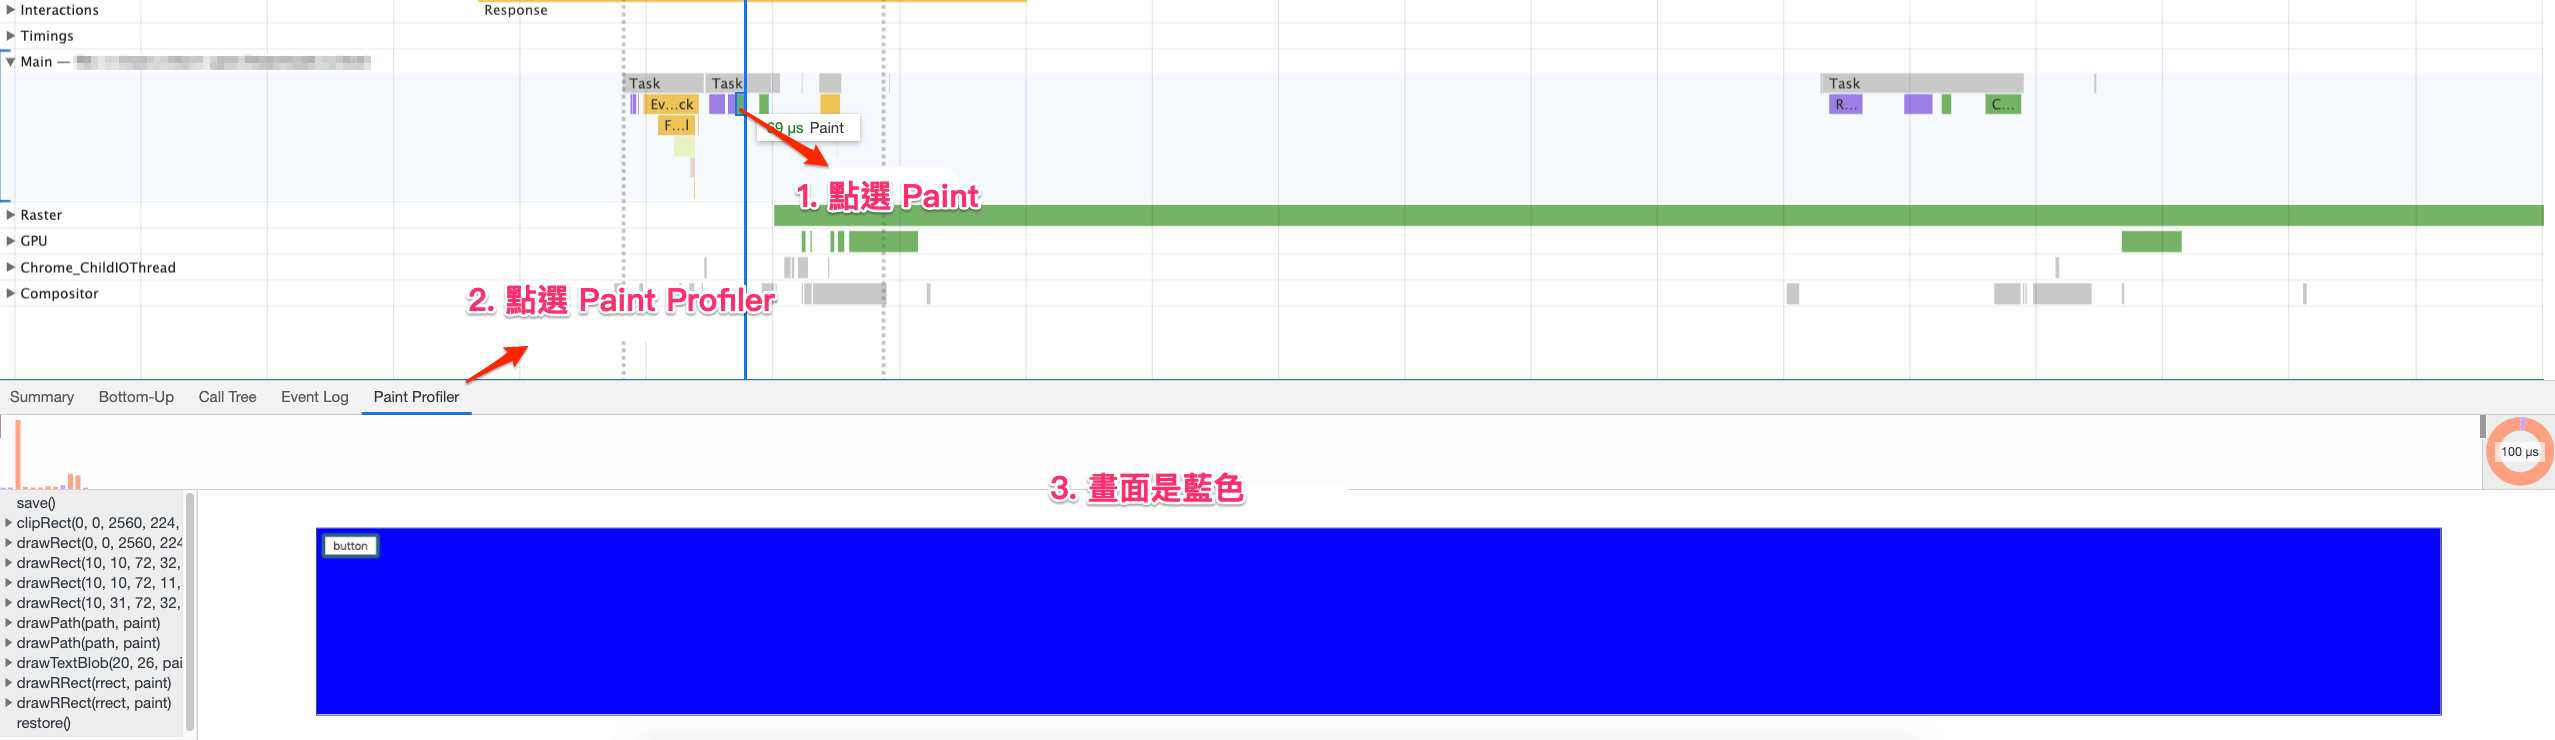 Interactions
Response
Timings
Main —
Task
Task
Task
Ev...ck
R...
C...
F...l
69 μs Paint
1. 點選 Paint
Raster
GPU
Chrome_ChildIOThread
Compositor
2. 點選 Paint Profiler
Summary
Bottom-Up
Call Tree
Event Log
Paint Profiler
100 μs
3. 畫面是藍色
save()
clipRect(0, 0, 2560, 224,
drawRect(0, 0, 2560, 224
drawRect(10, 10, 72, 32,
drawRect(10, 10, 72, 11,
drawRect(10, 31, 72, 32,
drawPath(path, paint)
drawPath(path, paint)
drawTextBlob(20, 26, pai
drawRRect(rrect, paint)
drawRRect(rrect, paint)
restore()
button